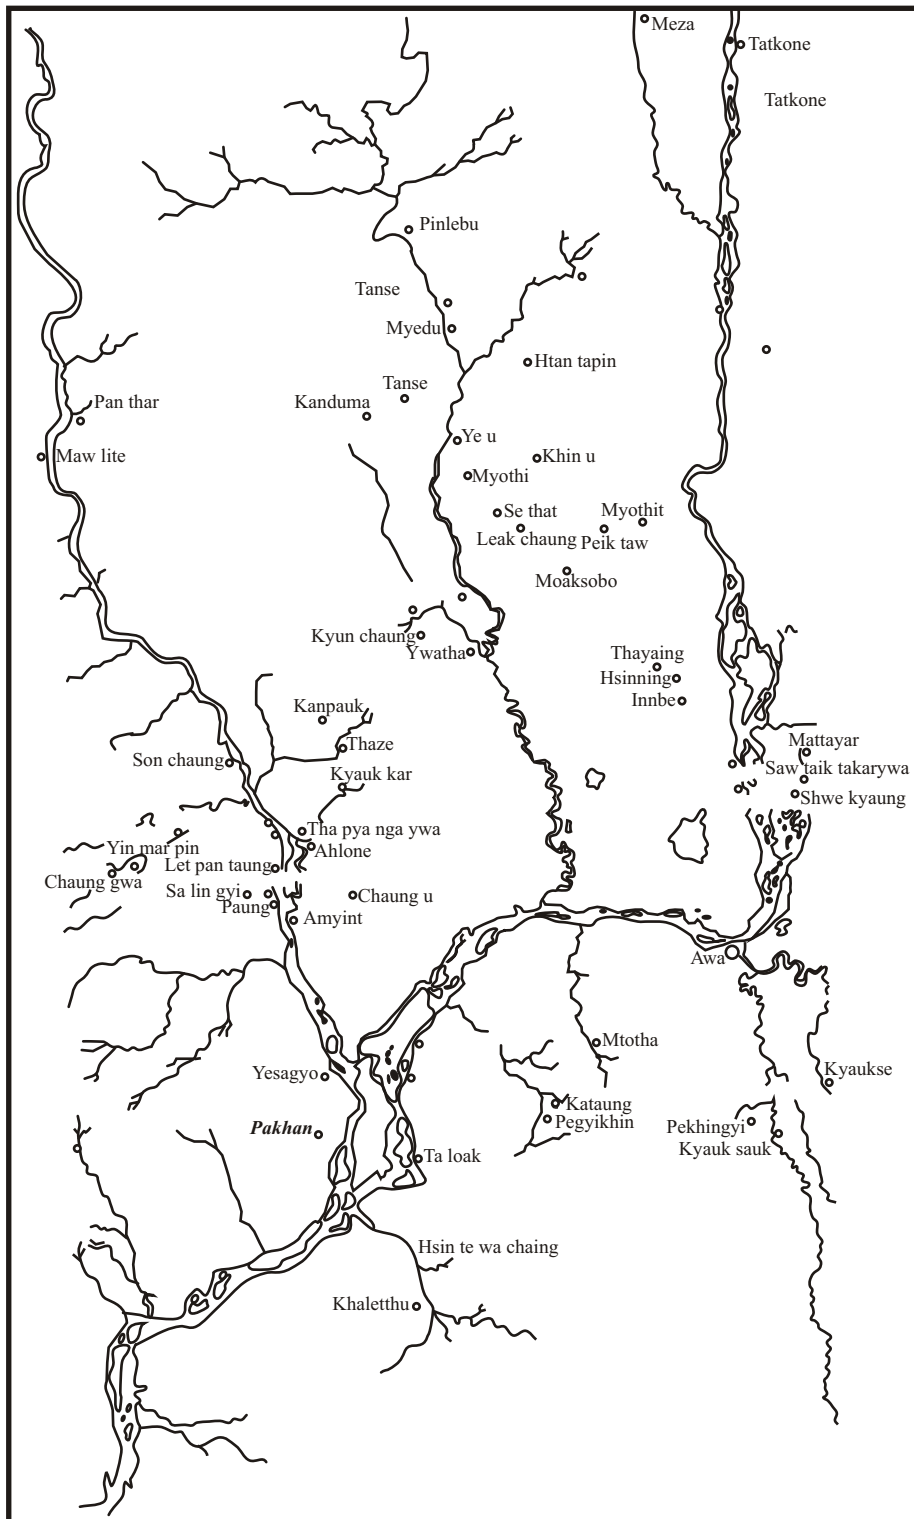 Meza
Tatkone
Tatkone
Pinlebu
Tanse
Myedu
Htan tapin
Tanse
Pan thar
Kanduma
Ye u
Maw lite
Khin u
Myothi
Se that
Myothit
Leak chaung
Peik taw
Moaksobo
Kyun chaung
Ywatha
Thayaing
Hsinning
Innbe
Kanpauk
Thaze
Mattayar
Son chaung
Saw taik takarywa
Kyauk kar
Shwe kyaung
Tha pya nga ywa
Yin mar pin
Ahlone
Let pan taung
Chaung gwa
Sa lin gyi
Chaung u
Paung
Amyint
Awa
Mtotha
Yesagyo
Kyaukse
Kataung
Pegyikhin
Pakhan
Pekhingyi
Kyauk sauk
Ta loak
Hsin te wa chaing
Khaletthu